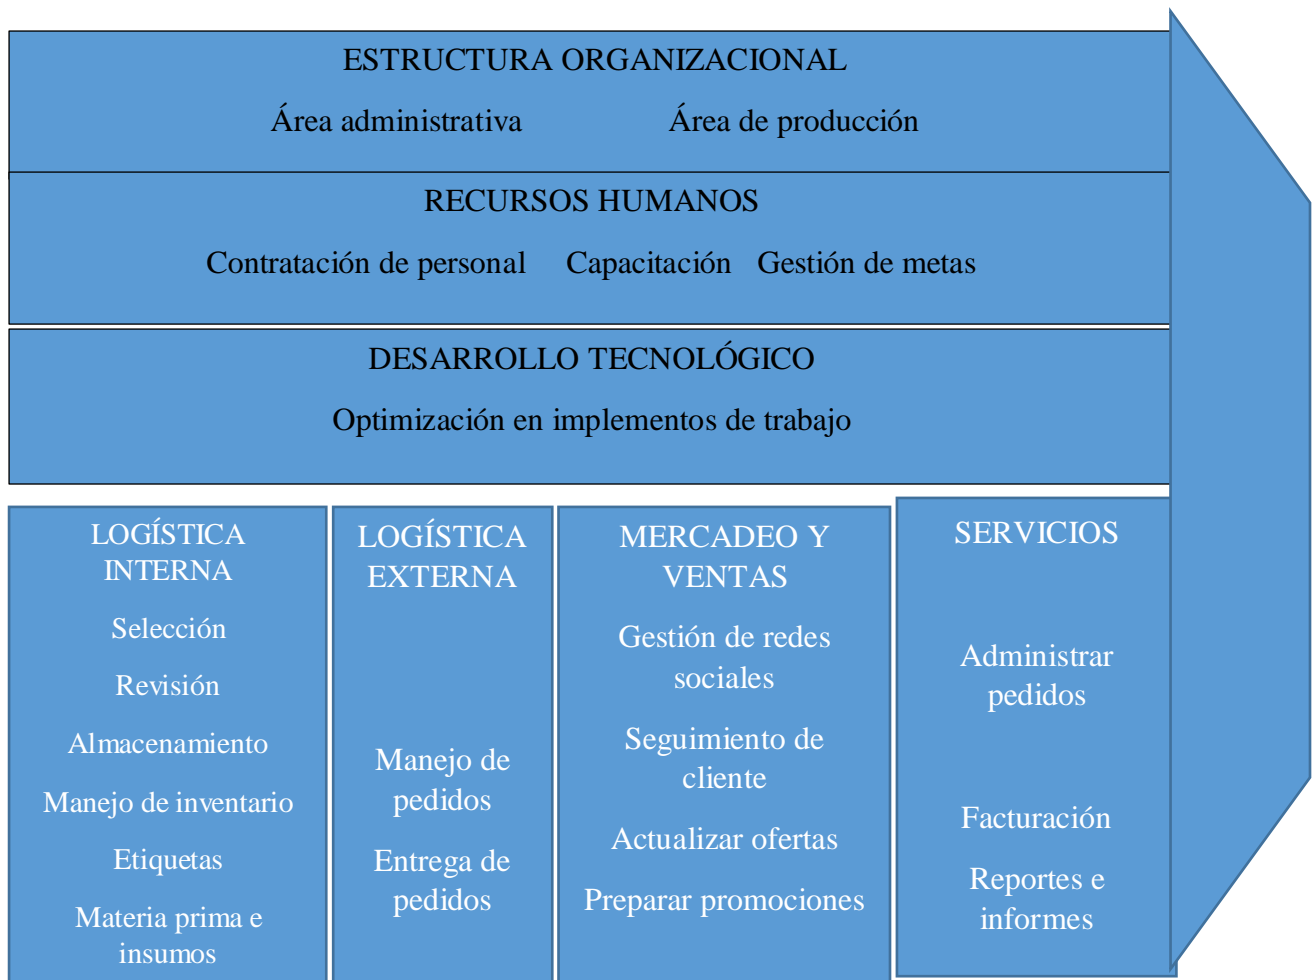 ESTRUCTURA ORGANIZACIONAL
Área administrativa Área de producción
RECURSOS HUMANOS
Contratación de personal Capacitación Gestión de metas
DESARROLLO TECNOLÓGICO
Optimización en implementos de trabajo
LOGÍSTICA
INTERNA
Selección
Revisión
Almacenamiento
Manejo de inventario
Etiquetas
Materia prima e
insumos
LOGÍSTICA
EXTERNA
Manejo de
pedidos
Entrega de
pedidos
MERCADEO Y
VENTAS
Gestión de redes
sociales
Seguimiento de
cliente
Actualizar ofertas
Preparar promociones
SERVICIOS
Administrar
pedidos
Facturación
Reportes e
informes